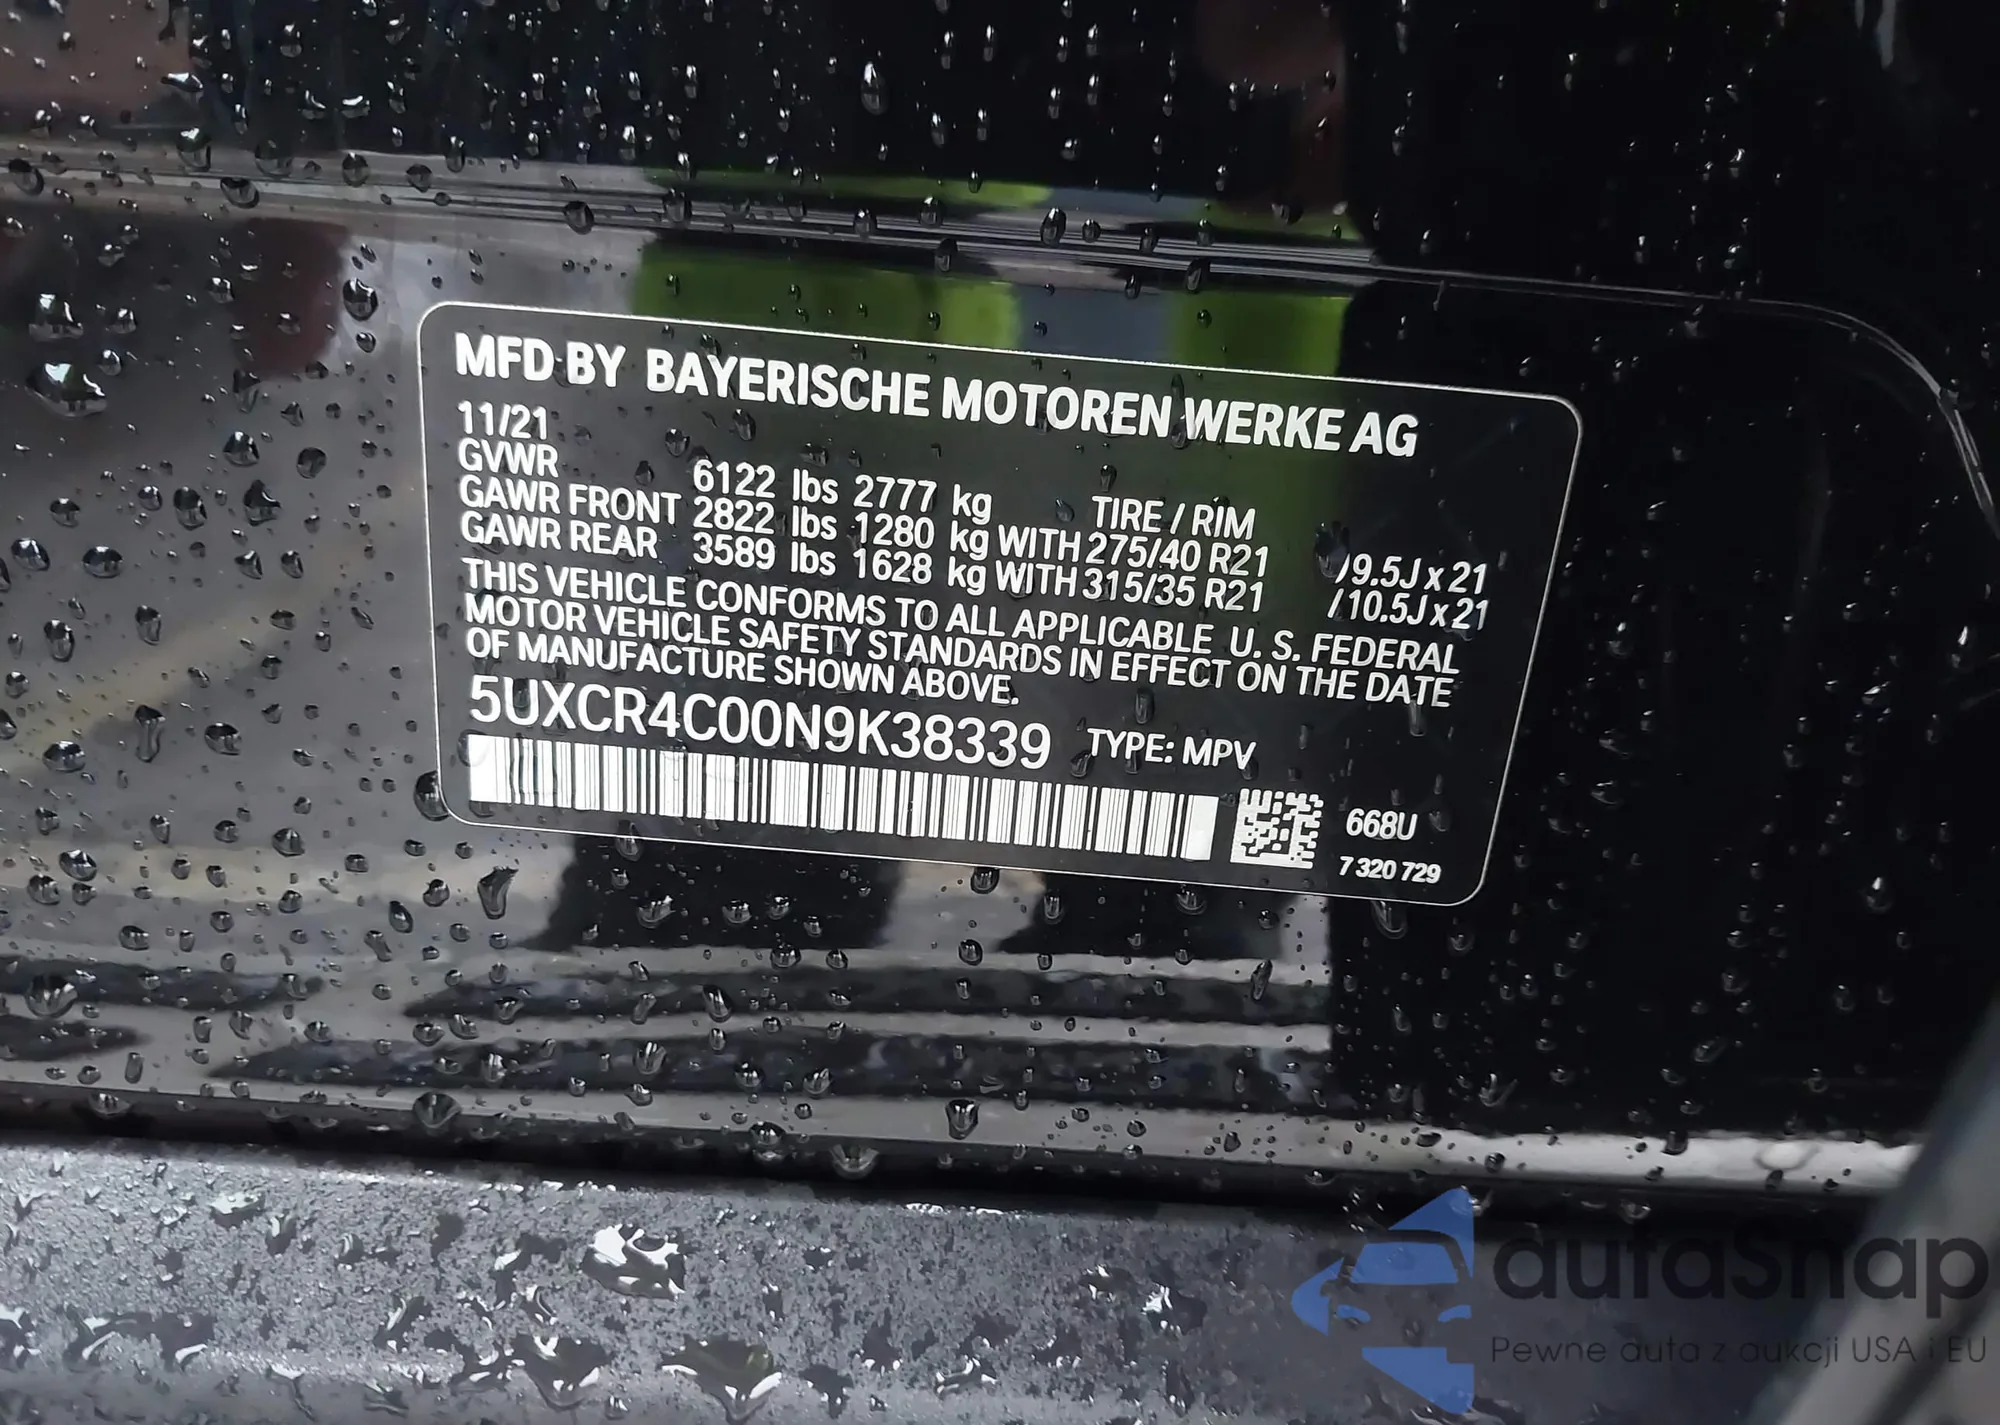 MFD BY BAYERISCHE MOTOREN WERKE AG
11/21
GVWR 6122 lbs 2777 kg TIRE / RIM
GAWR FRONT 2822 lbs 1280 kg WITH 275/40 R21 /9.5J x 21
GAWR REAR 3589 lbs 1628 kg WITH 315/35 R21 /10.5J x 21
THIS VEHICLE CONFORMS TO ALL APPLICABLE U. S. FEDERAL
MOTOR VEHICLE SAFETY STANDARDS IN EFFECT ON THE DATE
OF MANUFACTURE SHOWN ABOVE.
5UXCR4C00N9K38339 TYPE: MPV
668U
7 320 729
autaSnap
Pewne auta z aukcji USA i EU